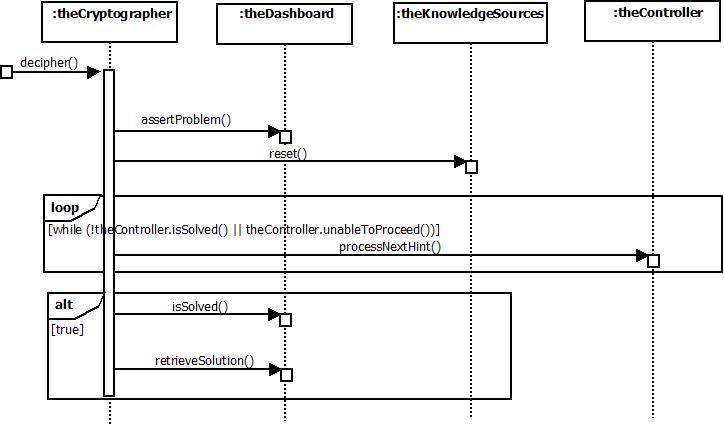 :theCryptographer
:theDashboard
:theKnowledgeSources
:theController
decipher()
assertProblem()
reset()
loop
[while (!theController.isSolved() || theController.unableToProceed())]
processNextHint()
alt
isSolved()
[true]
retrieveSolution()